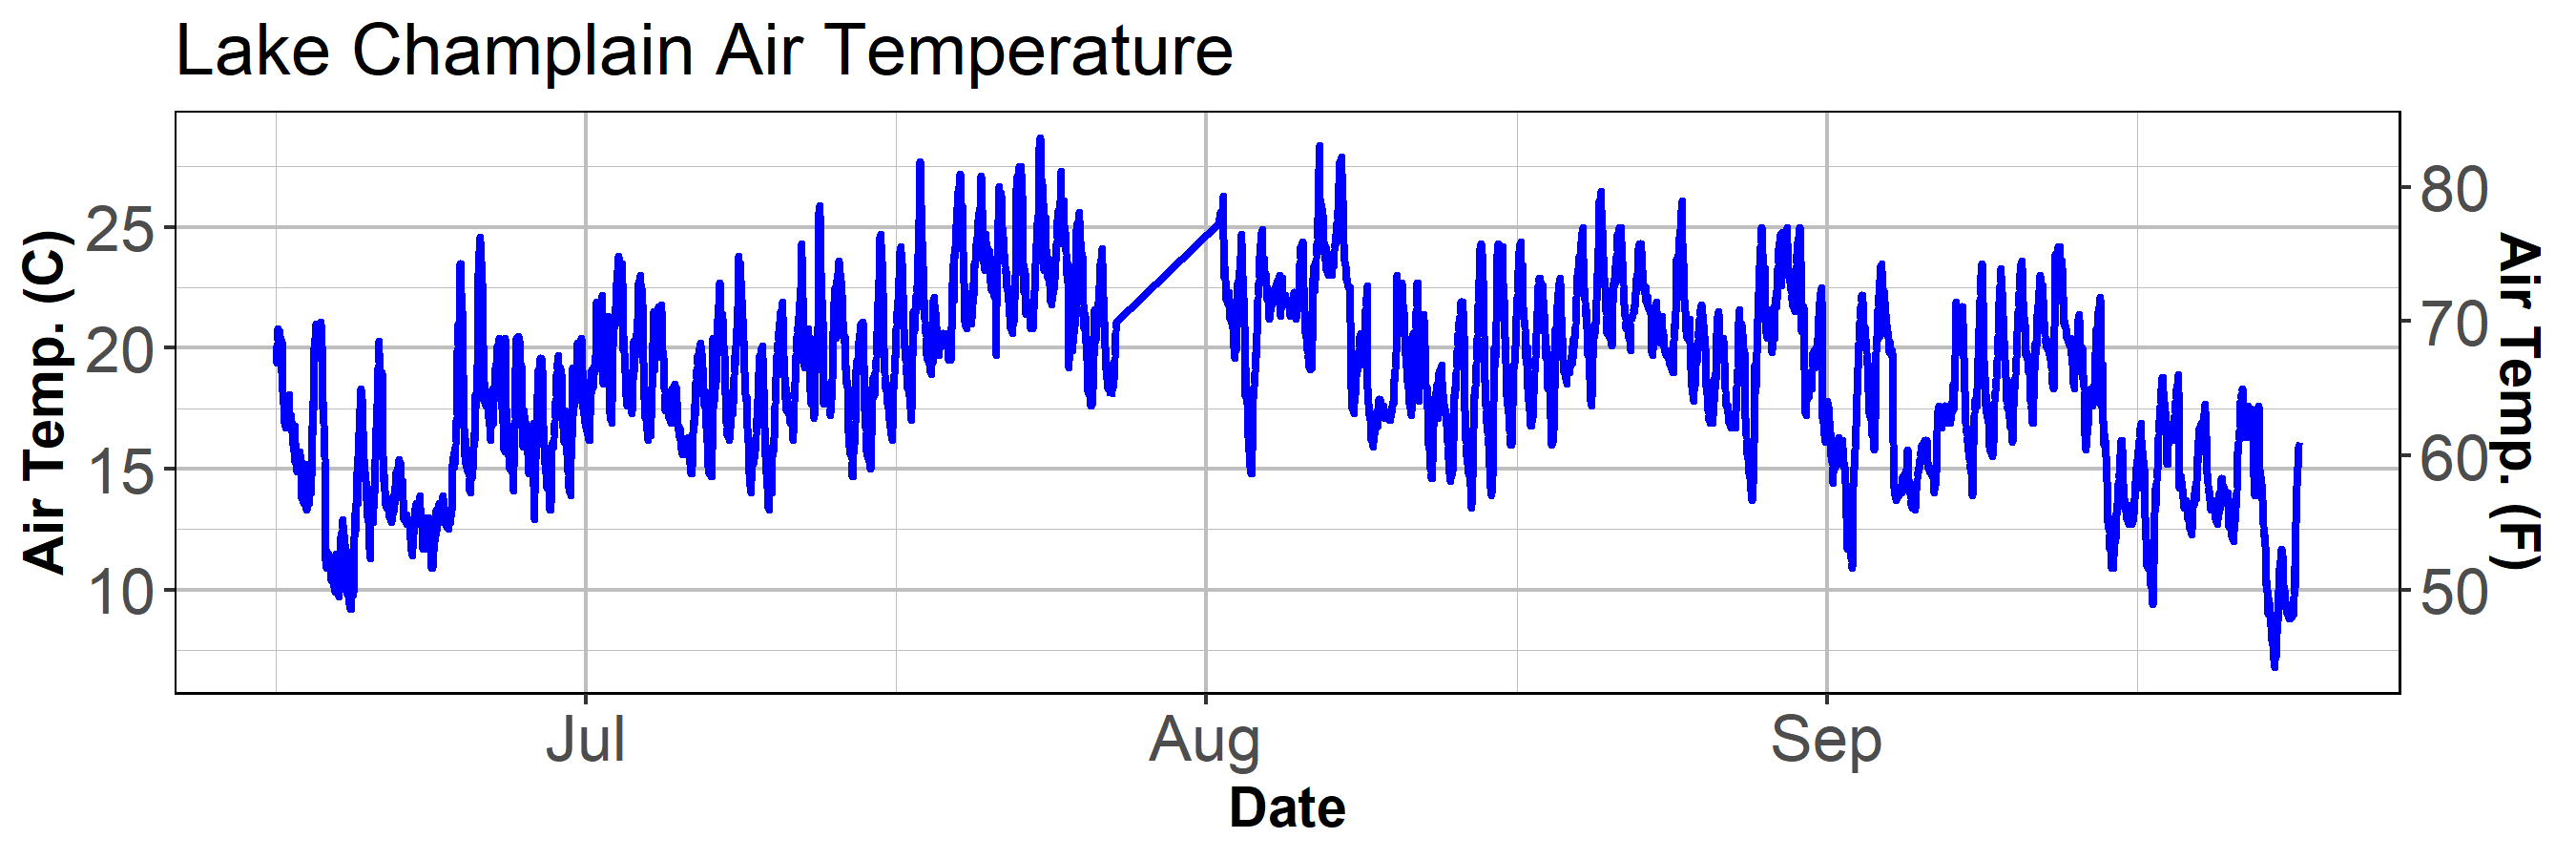 Lake Champlain Air Temperature
Air Temp. (C)
25
20
15
10
80
70
60
50
Air Temp. (F)
Jul Aug Sep
Date